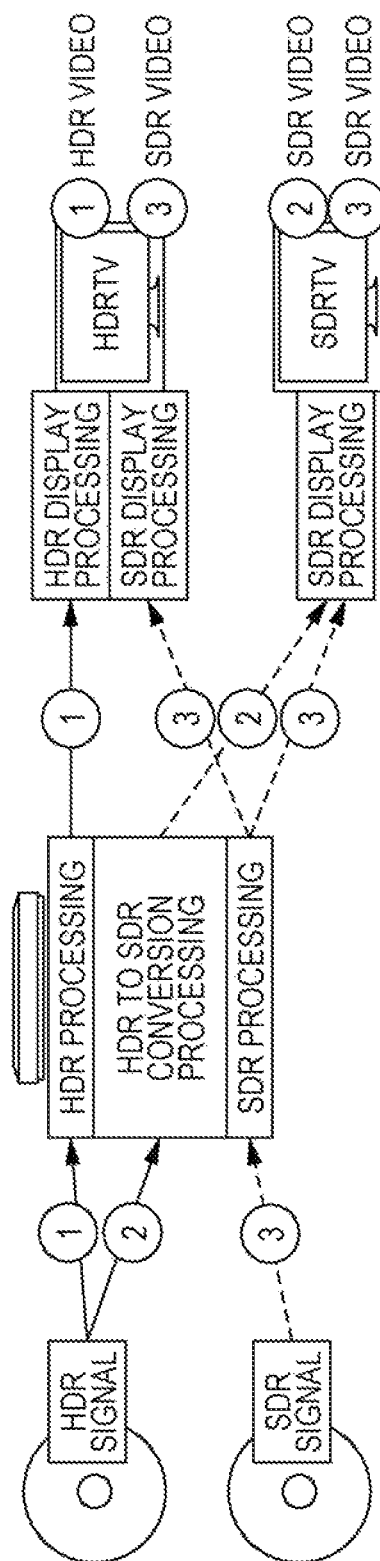 HDR
SIGNAL
SDR
SIGNAL
1
2
3
HDR PROCESSING
HDR TO SDR
CONVERSION
PROCESSING
SDR PROCESSING
1
3
2
3
HDR DISPLAY
PROCESSING
SDR DISPLAY
PROCESSING
SDR DISPLAY
PROCESSING
HDRTV
SDRTV
1
HDR VIDEO
3
SDR VIDEO
2
SDR VIDEO
3
SDR VIDEO